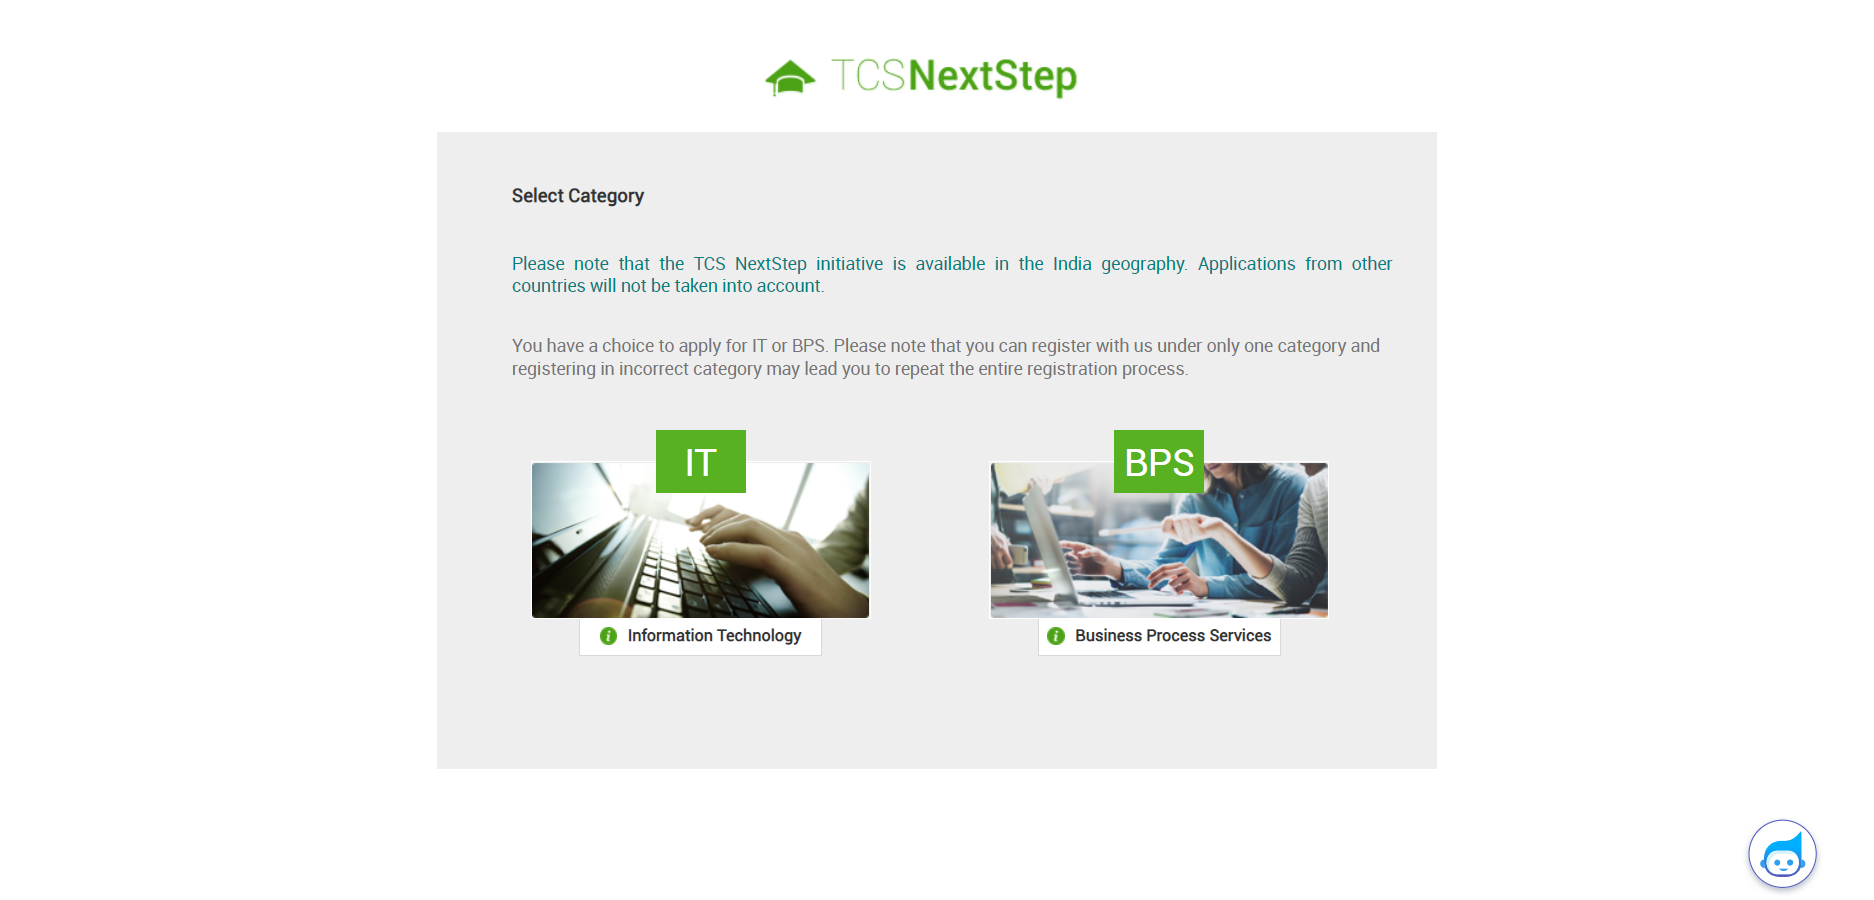 TCSNextStep
Select Category
Please note that the TCS NextStep initiative is available in the India geography. Applications from other
countries will not be taken into account.
You have a choice to apply for IT or BPS. Please note that you can register with us under only one category and
registering in incorrect category may lead you to repeat the entire registration process.
IT
BPS
i Information Technology
i Business Process Services